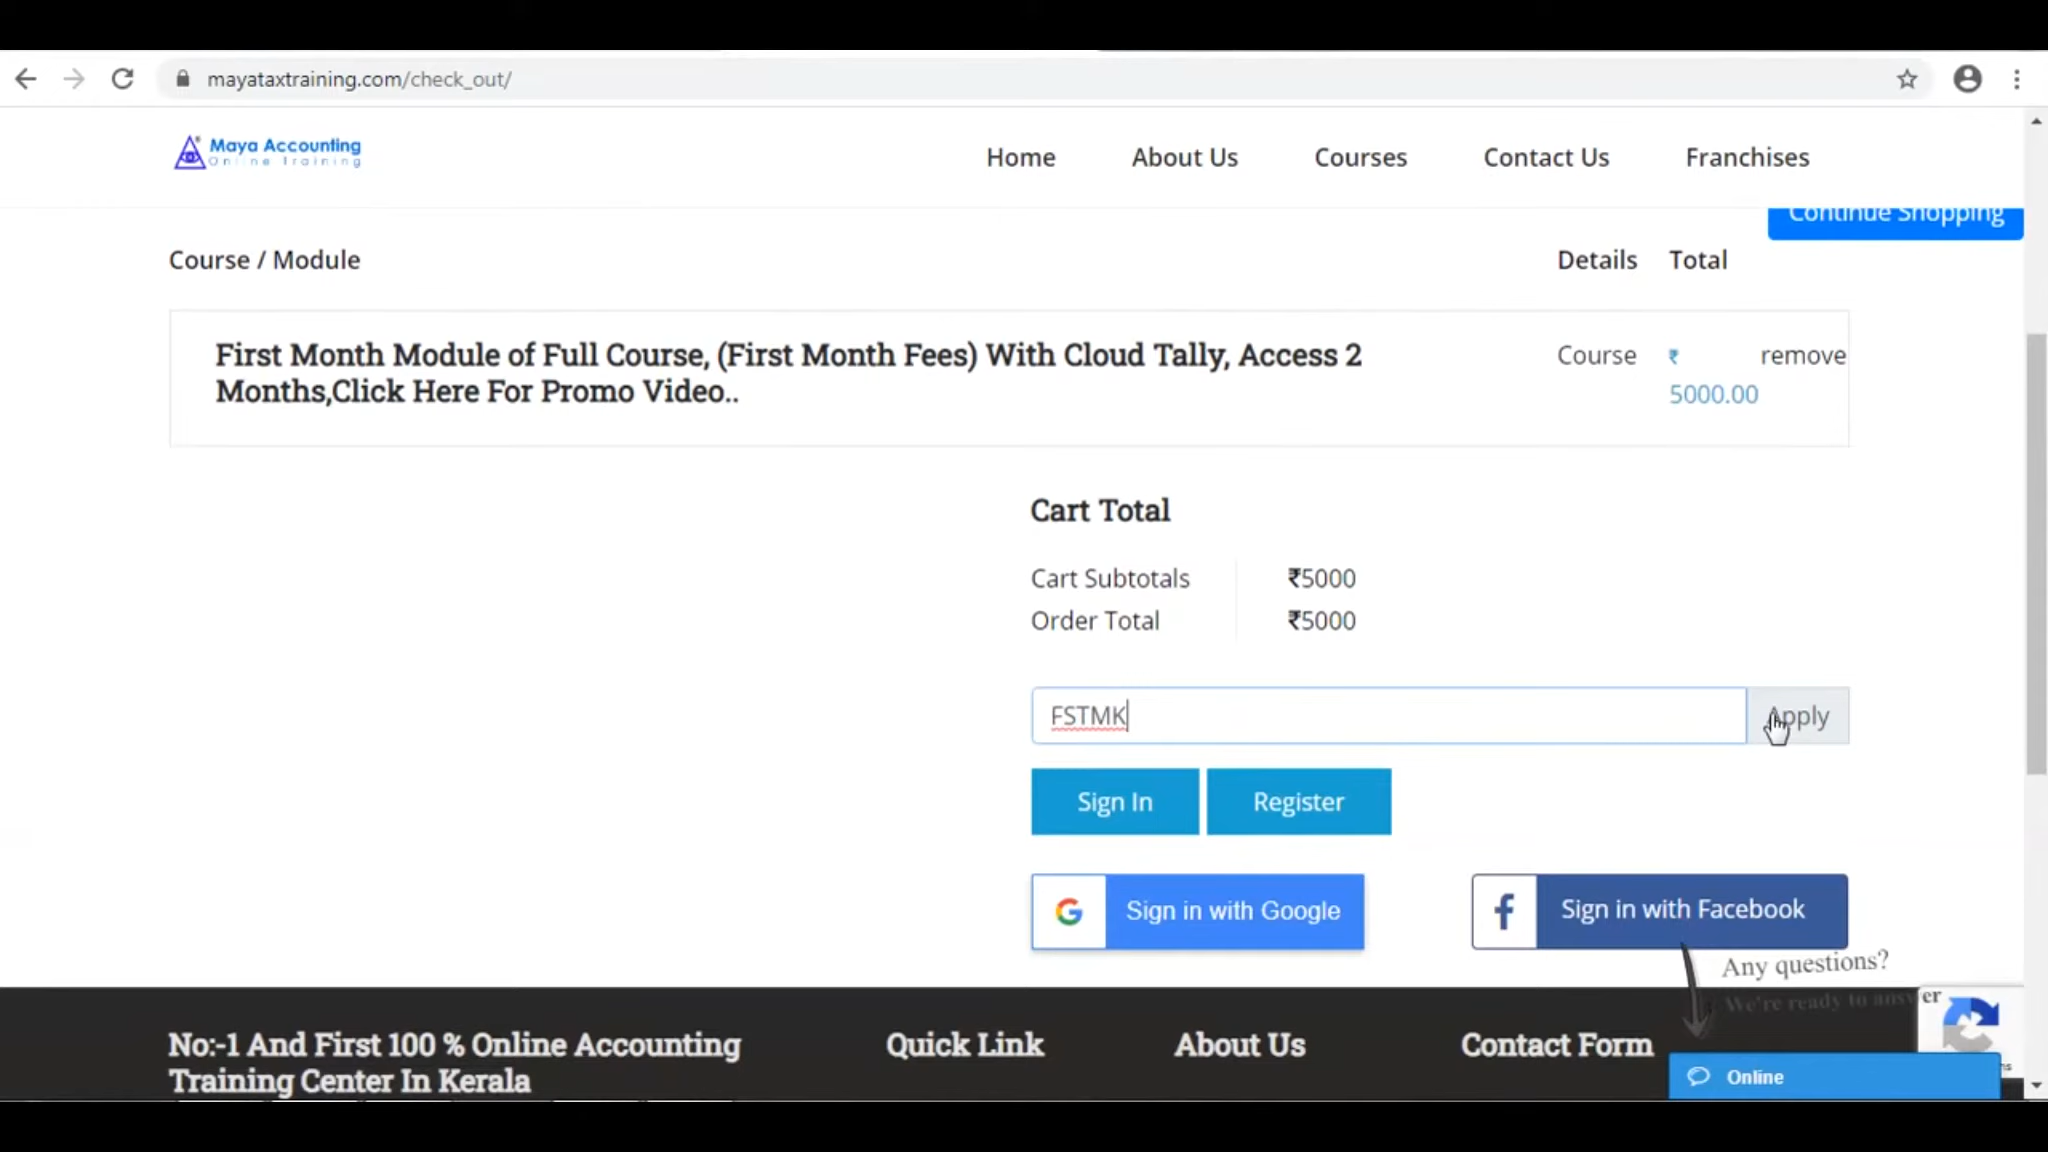 mayataxtraining.com/check_out/
Maya Accounting
Online Training
Home About Us Courses Contact Us Franchises
Continue Shopping
Course / Module Details Total
First Month Module of Full Course, (First Month Fees) With Cloud Tally, Access 2
Months,Click Here For Promo Video..
Course ₹ remove
5000.00
Cart Total
Cart Subtotals ₹5000
Order Total ₹5000
FSTMK Apply
Sign In Register
Sign in with Google Sign in with Facebook
Any questions?
We're ready to answer
No:-1 And First 100 % Online Accounting
Training Center In Kerala
Quick Link About Us Contact Form
Online